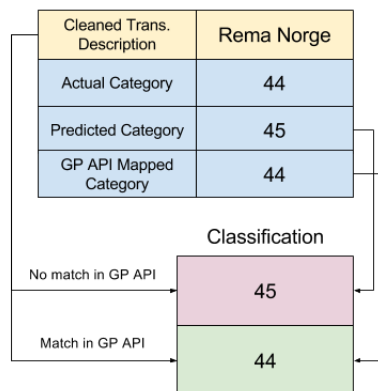 Cleaned Trans.
Description
Rema Norge
Actual Category
44
Predicted Category
45
GP API Mapped
Category
44
Classification
No match in GP API
45
Match in GP API
44